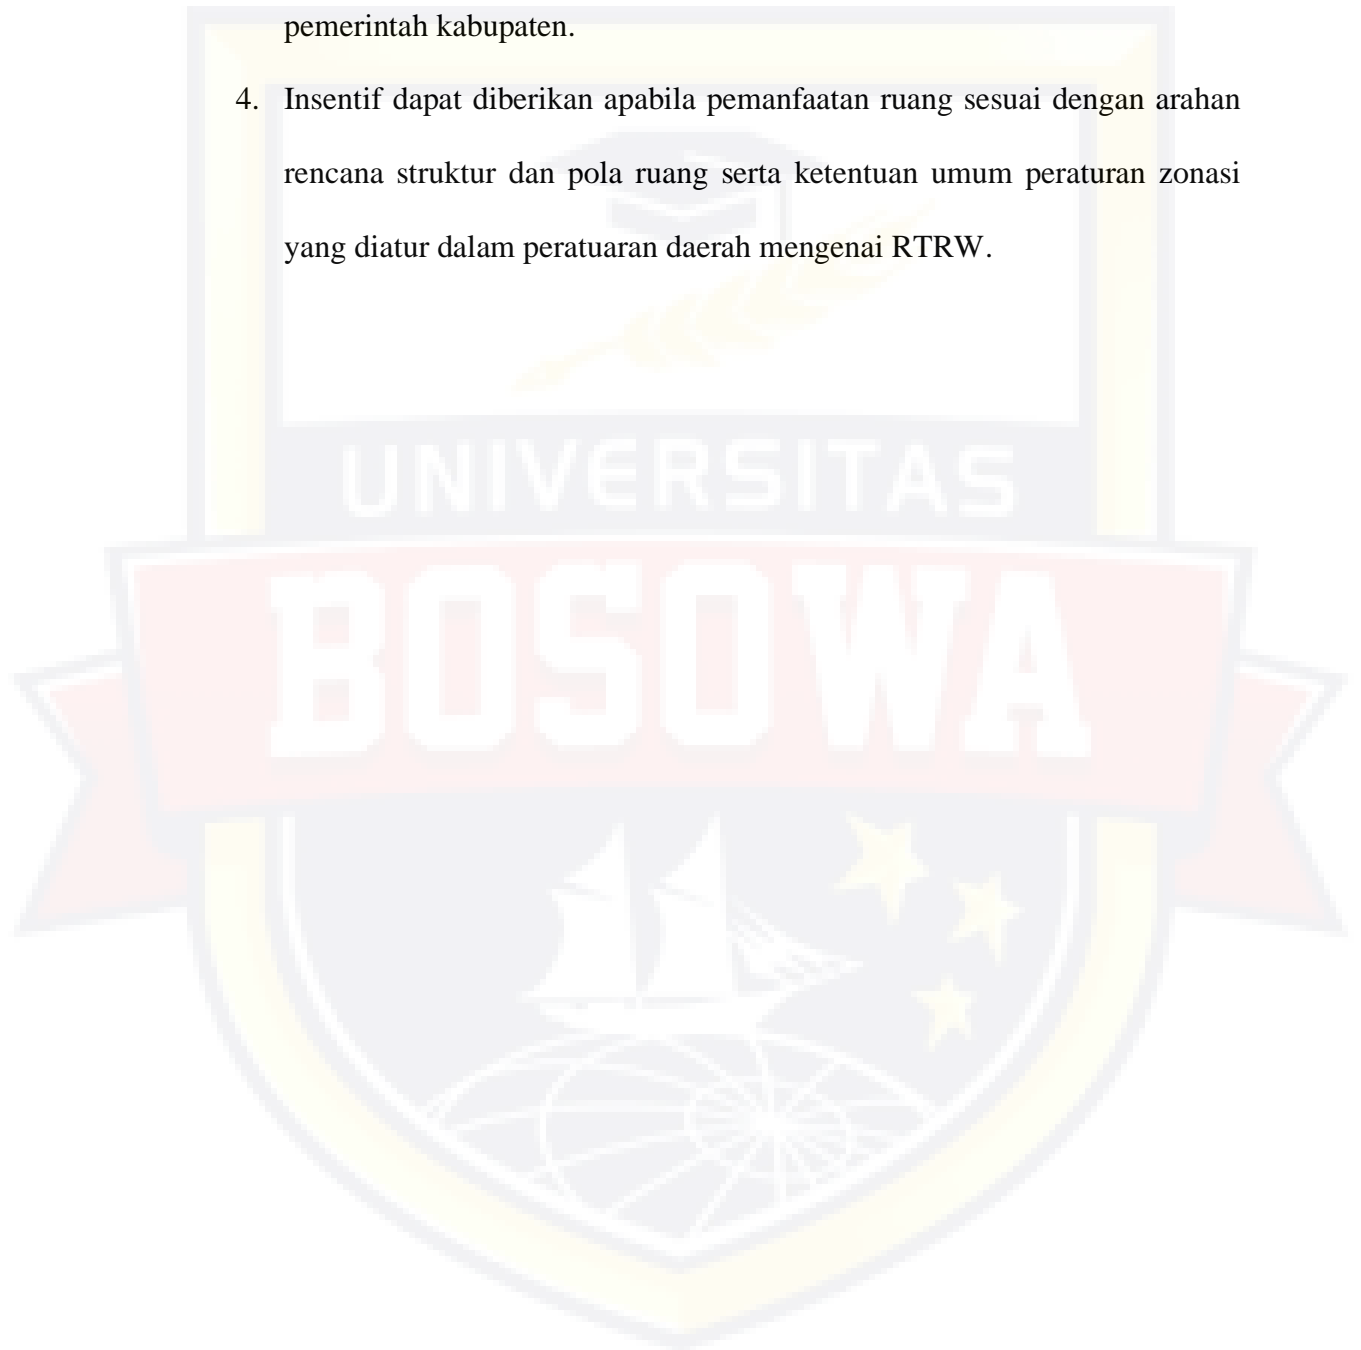 pemerintah kabupaten.
4. Insentif dapat diberikan apabila pemanfaatan ruang sesuai dengan arahan
rencana struktur dan pola ruang serta ketentuan umum peraturan zonasi
yang diatur dalam peratuaran daerah mengenai RTRW.
UNIVERSITAS
BOSOWA